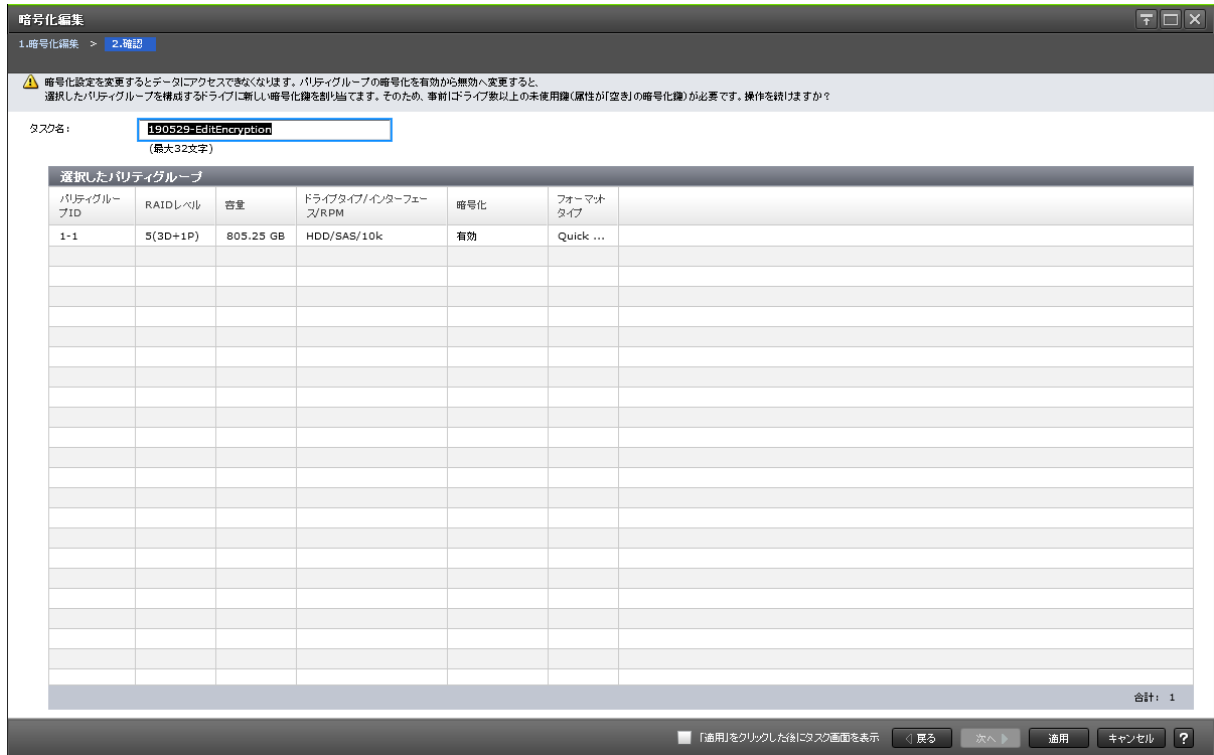 暗号化編集
1.暗号化編集 > 2.確認
暗号化設定を変更するとデータにアクセスできなくなります。パリティグループの暗号化を有効から無効へ変更すると、
選択したパリティグループを構成するドライブに新しい暗号化鍵を割り当てます。そのため、事前にドライブ数以上の未使用鍵(属性が「空き」の暗号化鍵)が必要です。操作を続けますか?
タスク名: 190529-EditEncryption
(最大32文字)
選択したパリティグループ
パリティグルー
プID
RAIDレベル
容量
ドライブタイプ/インターフェー
ス/RPM
暗号化
フォーマット
タイプ
1-1 5(3D+1P) 805.25 GB HDD/SAS/10k 有効 Quick ...
合計: 1
「適用」をクリックした後にタスク画面を表示 戻る 次へ 適用 キャンセル ?